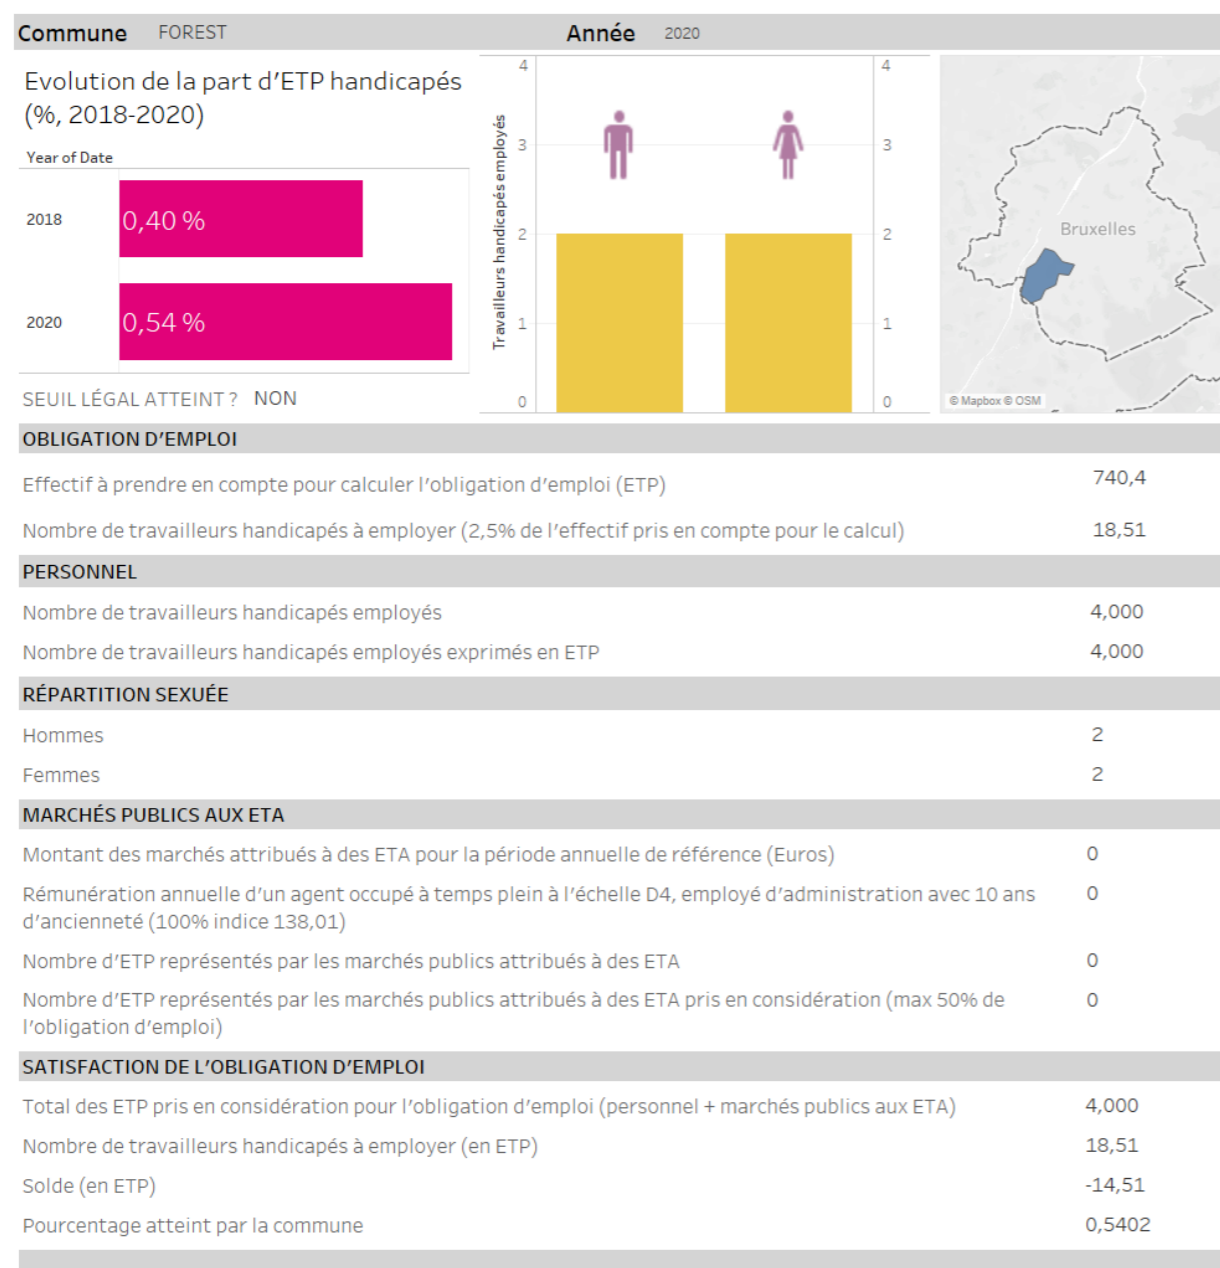 Commune FOREST Année 2020
Evolution de la part d’ETP handicapés
(%, 2018-2020)
Year of Date
2018 0,40 %
2020 0,54 %
SEUIL LÉGAL ATTEINT ? NON
Travailleurs handicapés employés
4 4
3 3
2 2
1 1
0 0
Bruxelles
© Mapbox © OSM
OBLIGATION D’EMPLOI
Effectif à prendre en compte pour calculer l’obligation d’emploi (ETP) 740,4
Nombre de travailleurs handicapés à employer (2,5% de l’effectif pris en compte pour le calcul) 18,51
PERSONNEL
Nombre de travailleurs handicapés employés 4,000
Nombre de travailleurs handicapés employés exprimés en ETP 4,000
RÉPARTITION SEXUÉE
Hommes 2
Femmes 2
MARCHÉS PUBLICS AUX ETA
Montant des marchés attribués à des ETA pour la période annuelle de référence (Euros) 0
Rémunération annuelle d’un agent occupé à temps plein à l’échelle D4, employé d’administration avec 10 ans 0
d’ancienneté (100% indice 138,01)
Nombre d’ETP représentés par les marchés publics attribués à des ETA 0
Nombre d’ETP représentés par les marchés publics attribués à des ETA pris en considération (max 50% de 0
l’obligation d’emploi)
SATISFACTION DE L’OBLIGATION D’EMPLOI
Total des ETP pris en considération pour l’obligation d’emploi (personnel + marchés publics aux ETA) 4,000
Nombre de travailleurs handicapés à employer (en ETP) 18,51
Solde (en ETP) -14,51
Pourcentage atteint par la commune 0,5402